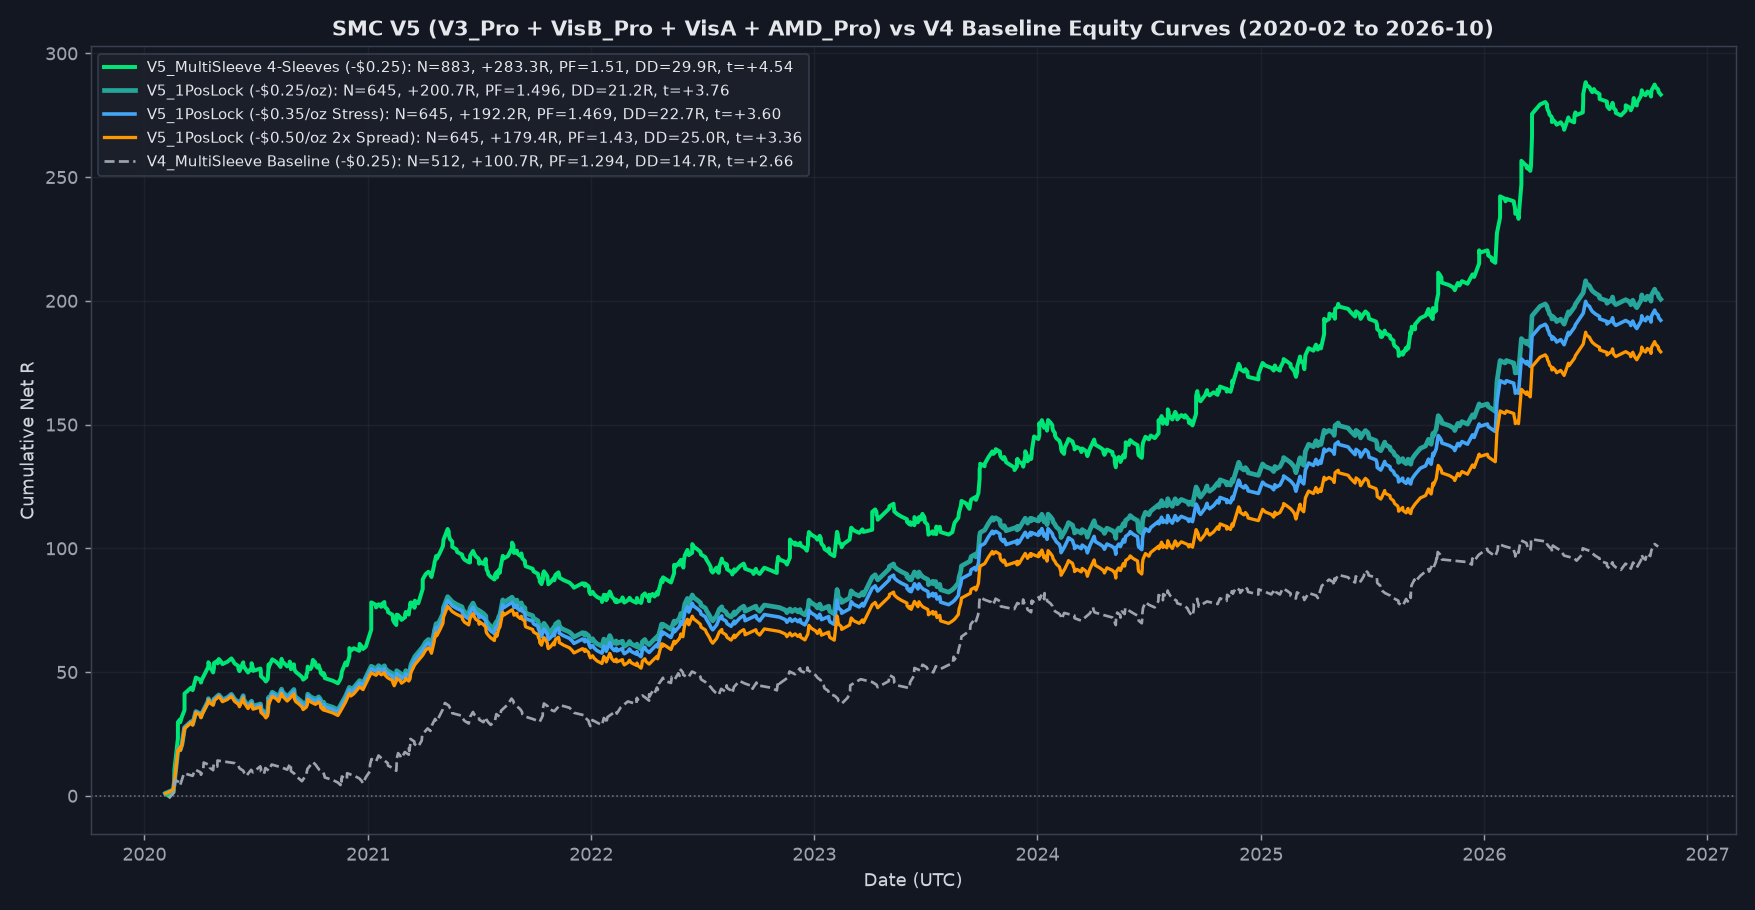 SMC V5 (V3_Pro + VisB_Pro + VisA + AMD_Pro) vs V4 Baseline Equity Curves (2020-02 to 2026-10)
V5_MultiSleeve 4-Sleeves (-$0.25): N=883, +283.3R, PF=1.51, DD=29.9R, t=+4.54
V5_1PosLock (-$0.25/oz): N=645, +200.7R, PF=1.496, DD=21.2R, t=+3.76
V5_1PosLock (-$0.35/oz Stress): N=645, +192.2R, PF=1.469, DD=22.7R, t=+3.60
V5_1PosLock (-$0.50/oz 2x Spread): N=645, +179.4R, PF=1.43, DD=25.0R, t=+3.36
V4_MultiSleeve Baseline (-$0.25): N=512, +100.7R, PF=1.294, DD=14.7R, t=+2.66
Cumulative Net R
300
250
200
150
100
50
0
2020 2021 2022 2023 2024 2025 2026 2027
Date (UTC)